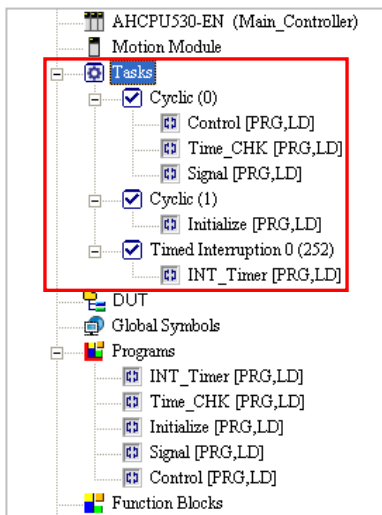 AHCPU530-EN (Main_Controller)
Motion Module
Tasks
Cyclic (0)
Control [PRG,LD]
Time_CHK [PRG,LD]
Signal [PRG,LD]
Cyclic (1)
Initialize [PRG,LD]
Timed Interruption 0 (252)
INT_Timer [PRG,LD]
DUT
Global Symbols
Programs
INT_Timer [PRG,LD]
Time_CHK [PRG,LD]
Initialize [PRG,LD]
Signal [PRG,LD]
Control [PRG,LD]
Function Blocks